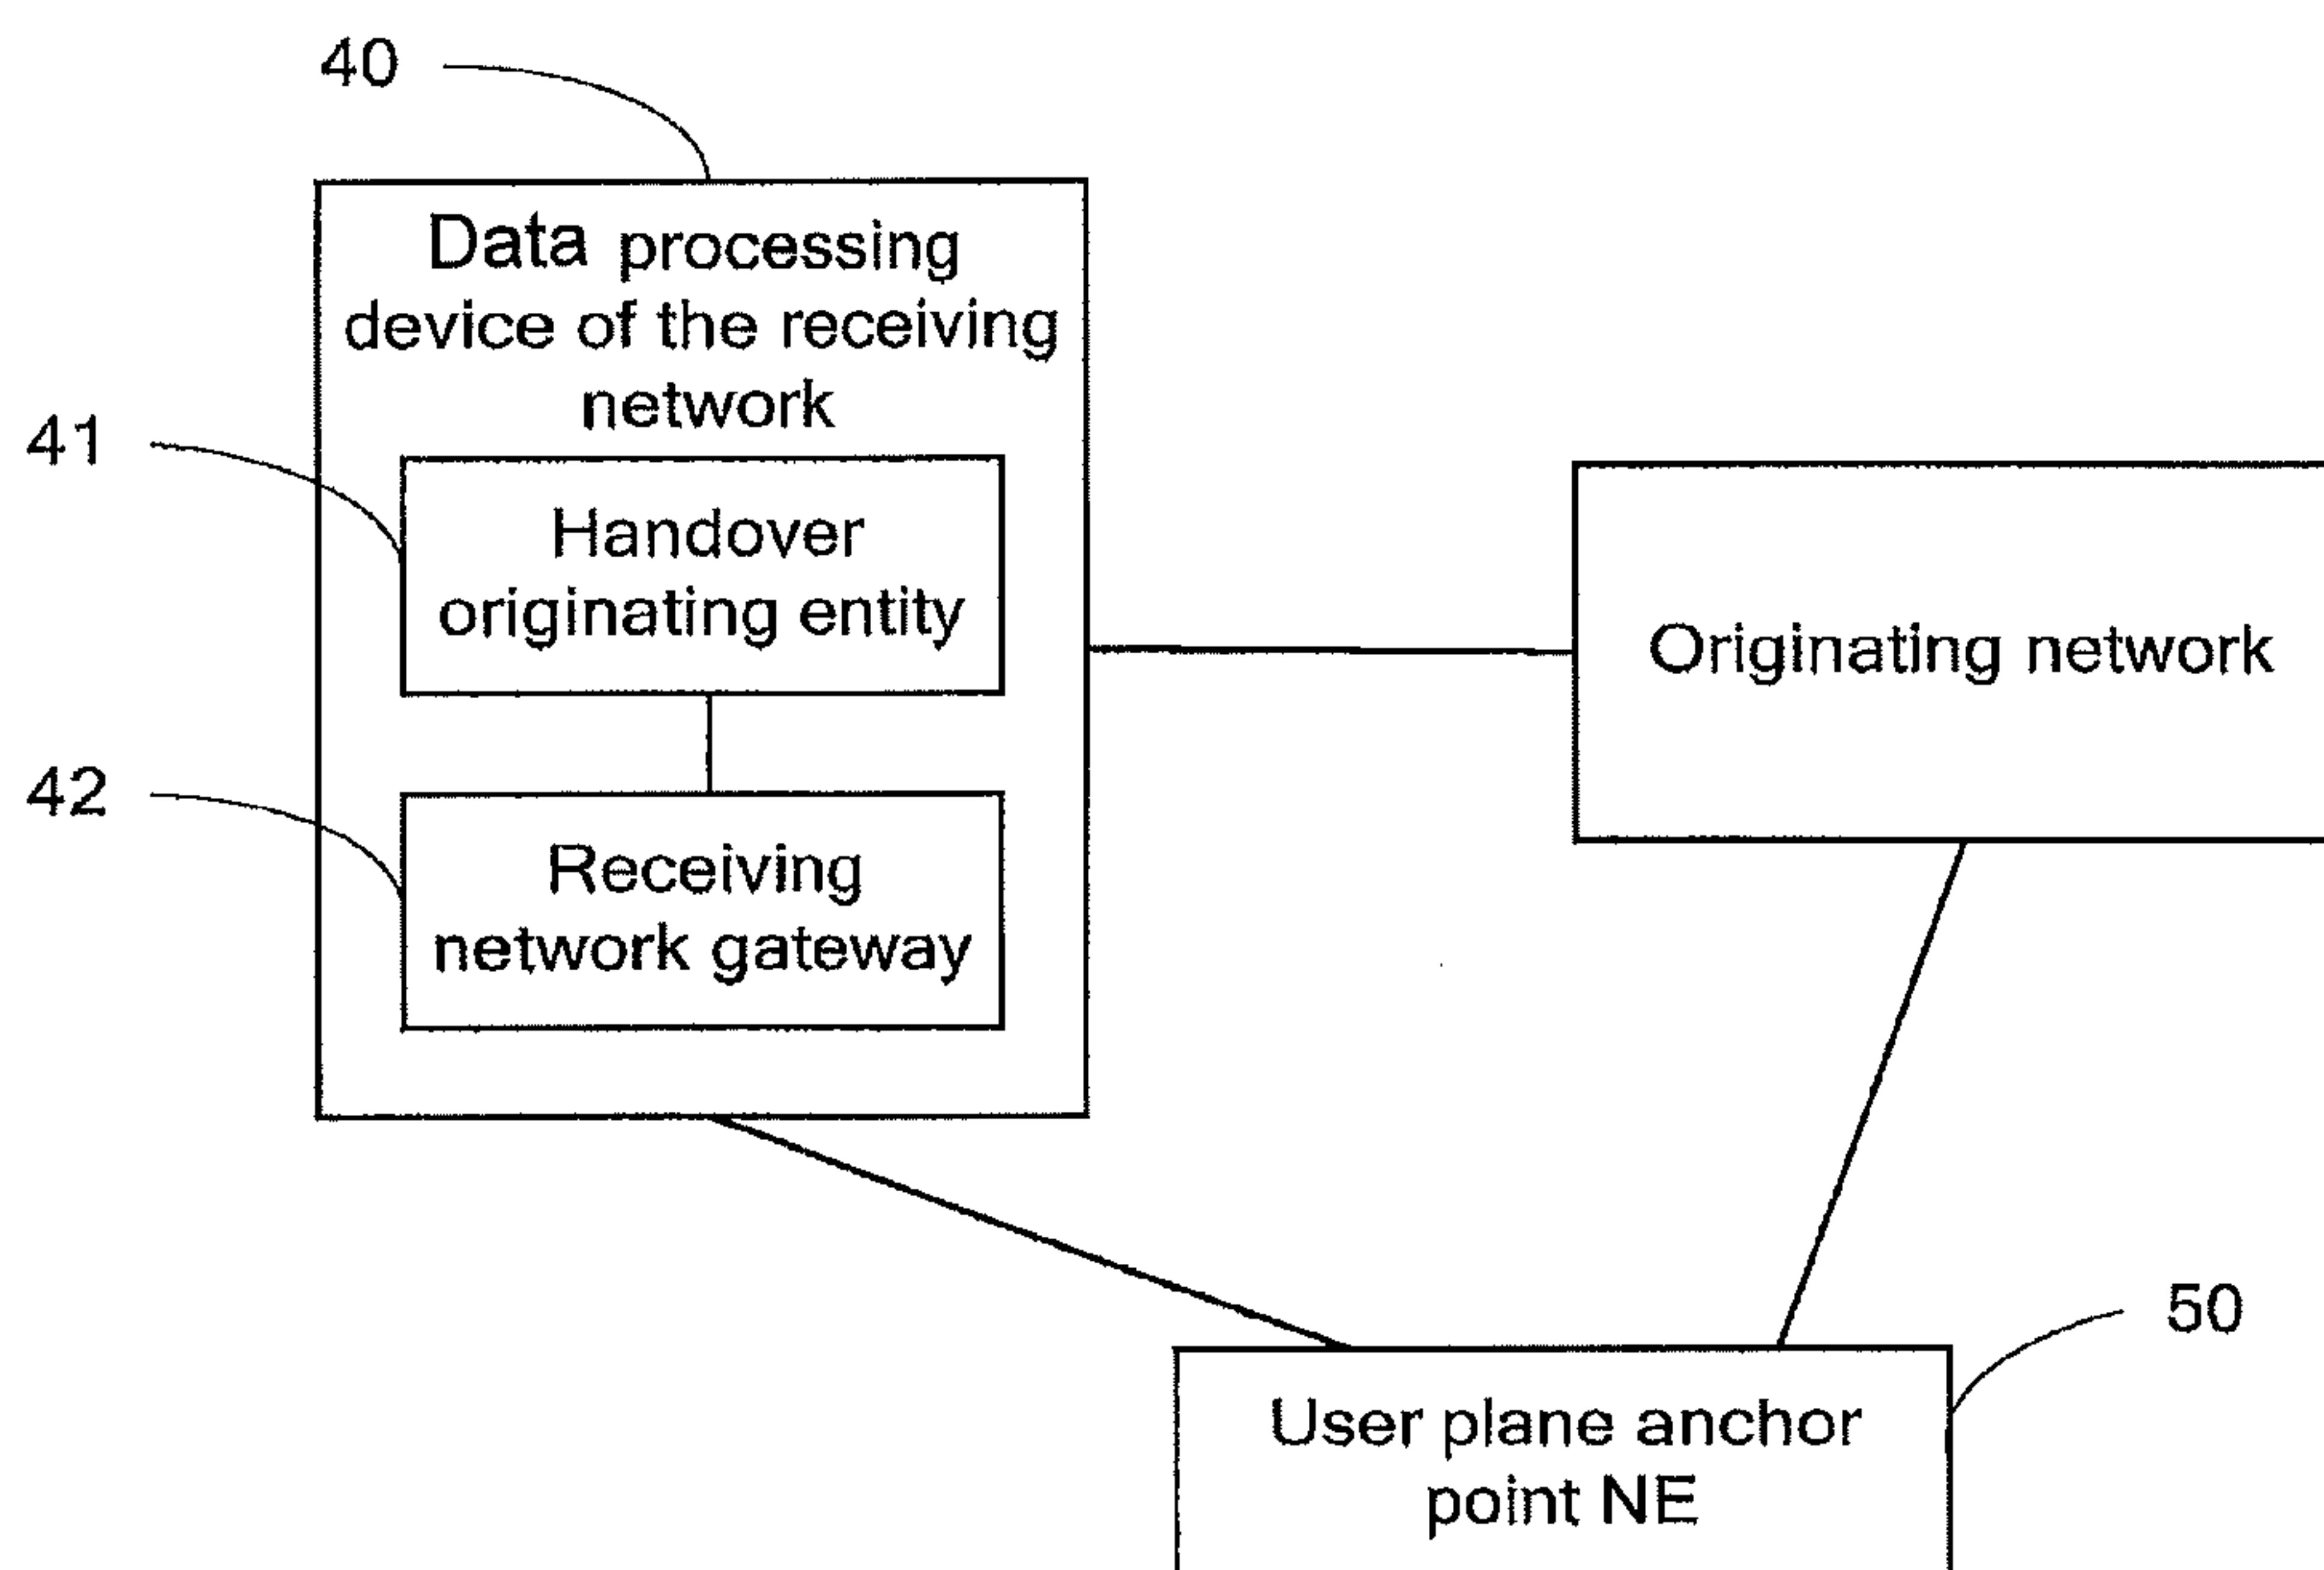 40
Data processing
device of the receiving
network
41
Handover
originating entity
Originating network
42
Receiving
network gateway
50
User plane anchor
point NE